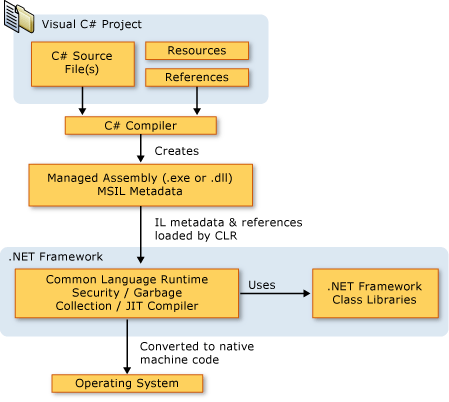 Visual C# Project
C# Source
File(s)
Resources
References
C# Compiler
Creates
Managed Assembly (.exe or .dll)
MSIL Metadata
IL metadata & references
loaded by CLR
.NET Framework
Common Language Runtime
Security / Garbage
Collection / JIT Compiler
Uses
.NET Framework
Class Libraries
Converted to native
machine code
Operating System